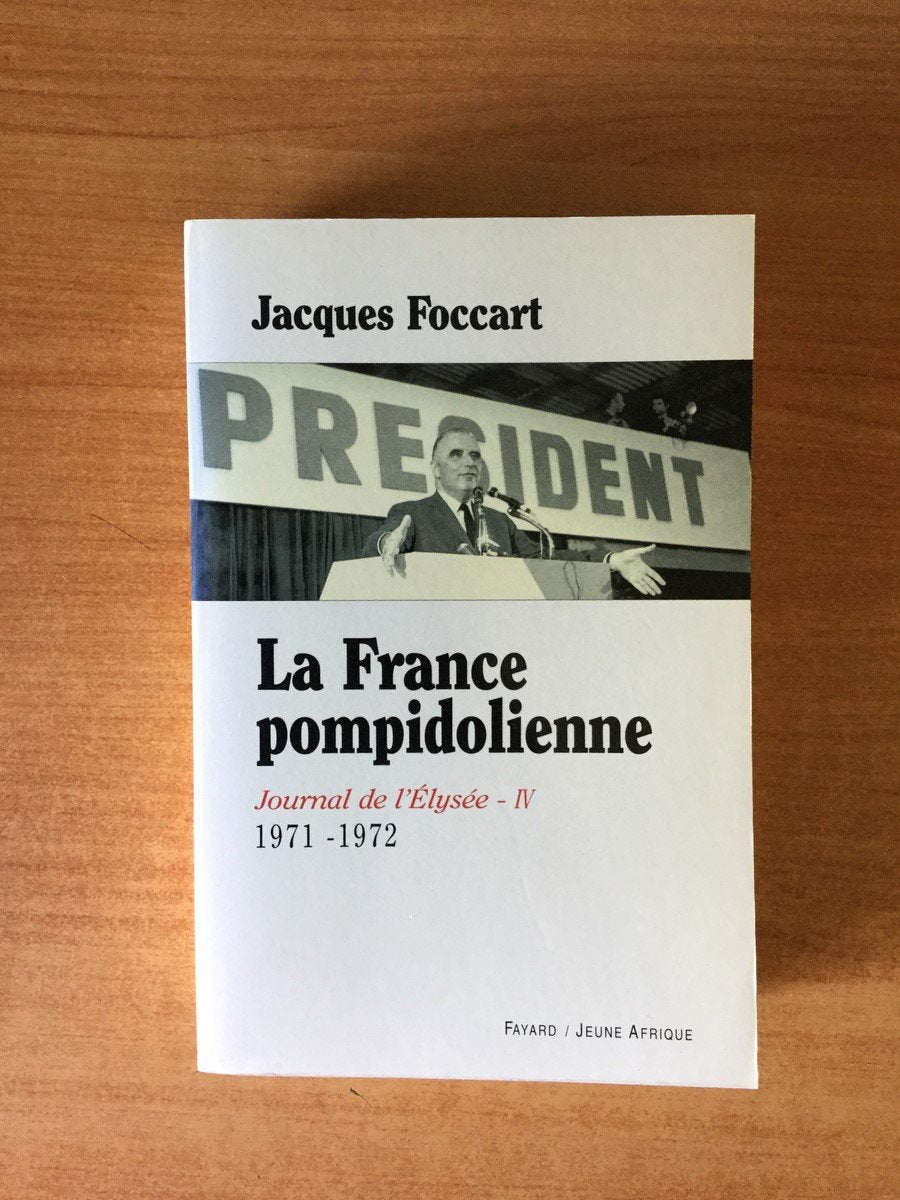 Jacques Foccart
PRESIDENT
La France
pompidolienne
Journal de l'Élysée - IV
1971 -1972
FAYARD / JEUNE AFRIQUE